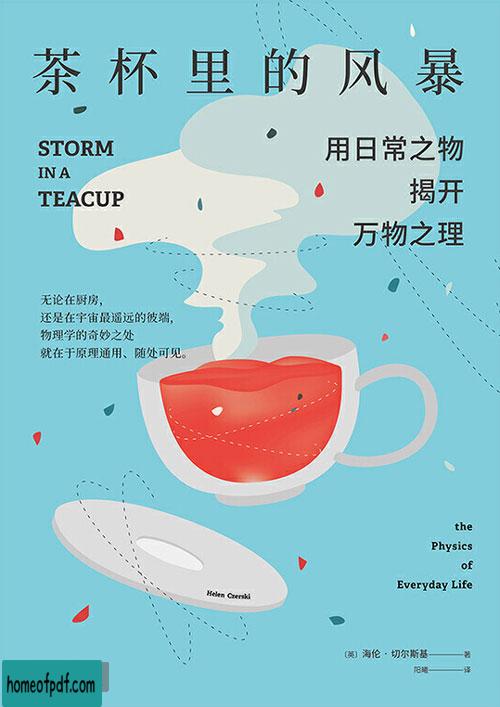 茶杯里的风暴
STORM
IN A
TEACUP
用日常之物
揭开
万物之理
无论在厨房,
还是在宇宙最遥远的彼端,
物理学的奇妙之处
就在于原理通用、随处可见。
Helen Czerski
the
Physics
of
Everyday Life
〔英〕海伦·切尔斯基——著
阳曦——译
homeofpdf.com